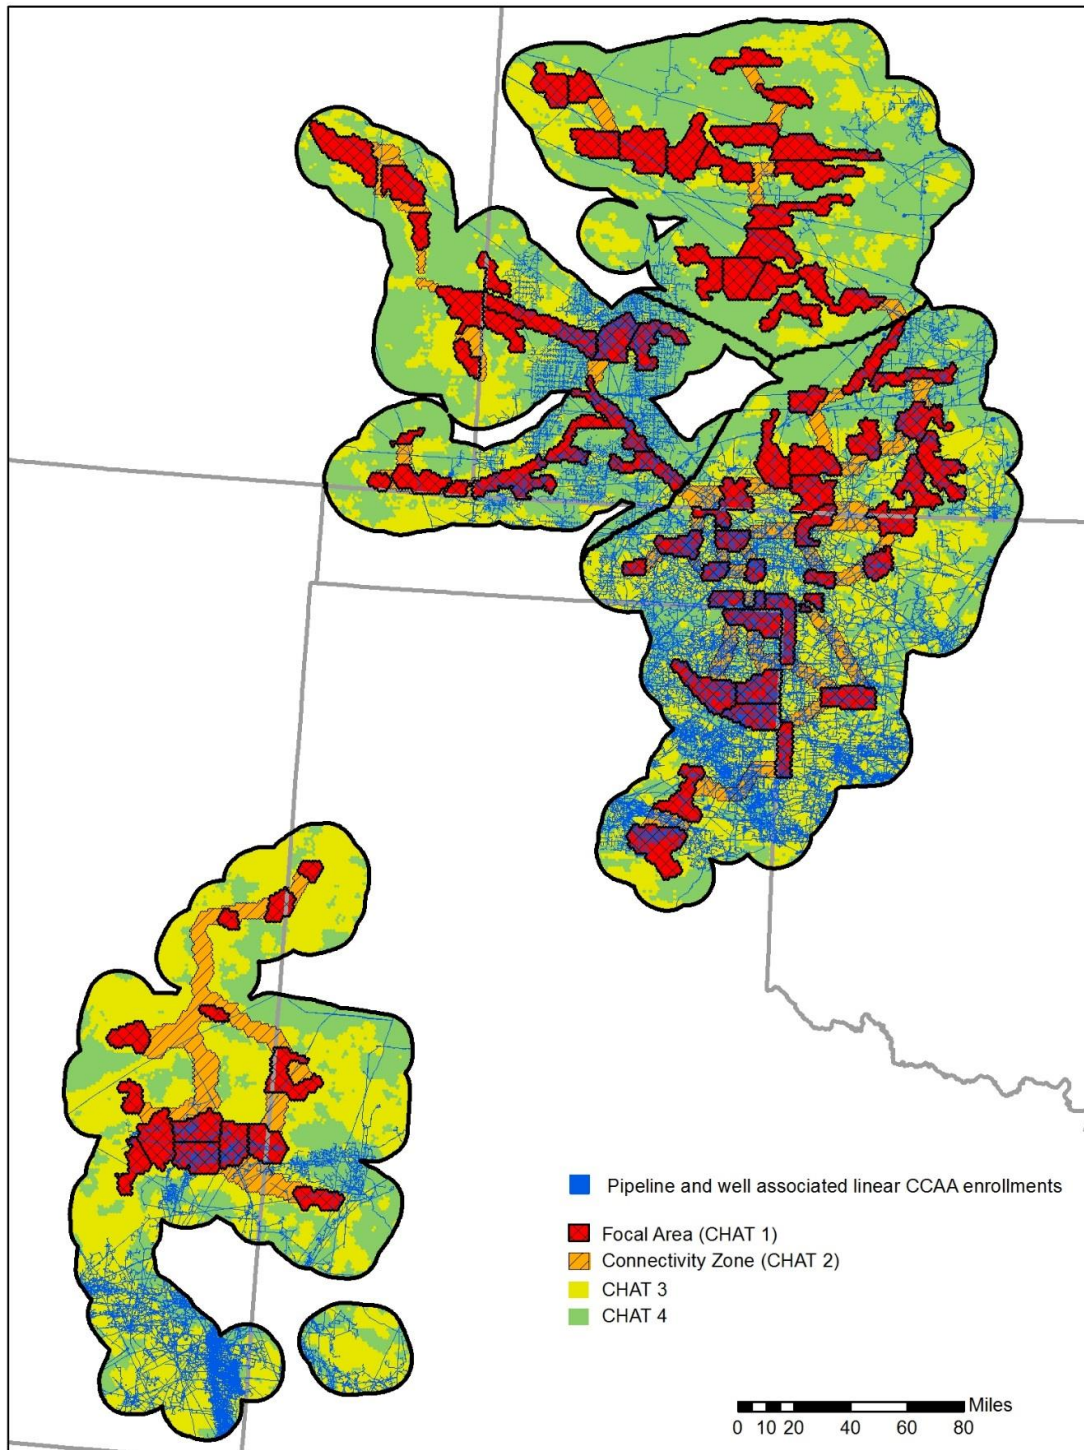 Pipeline and well associated linear CCAA enrollments
Focal Area (CHAT 1)
Connectivity Zone (CHAT 2)
CHAT 3
CHAT 4
Miles
0 10 20 40 60 80